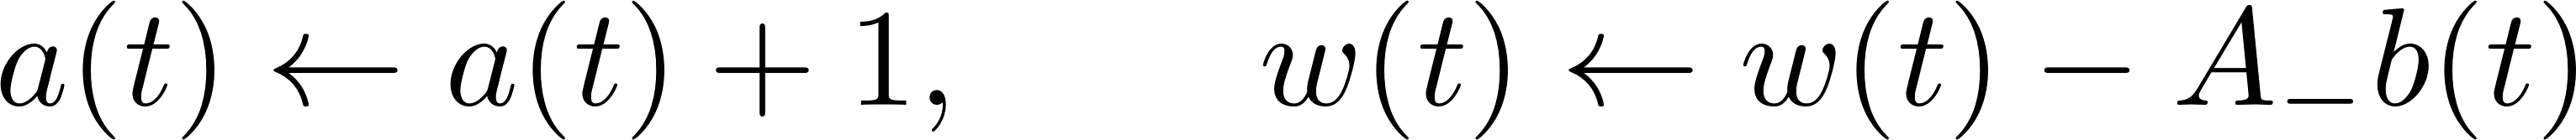 a(t) ← a(t) + 1, w(t) ← w(t) − A_b(t)